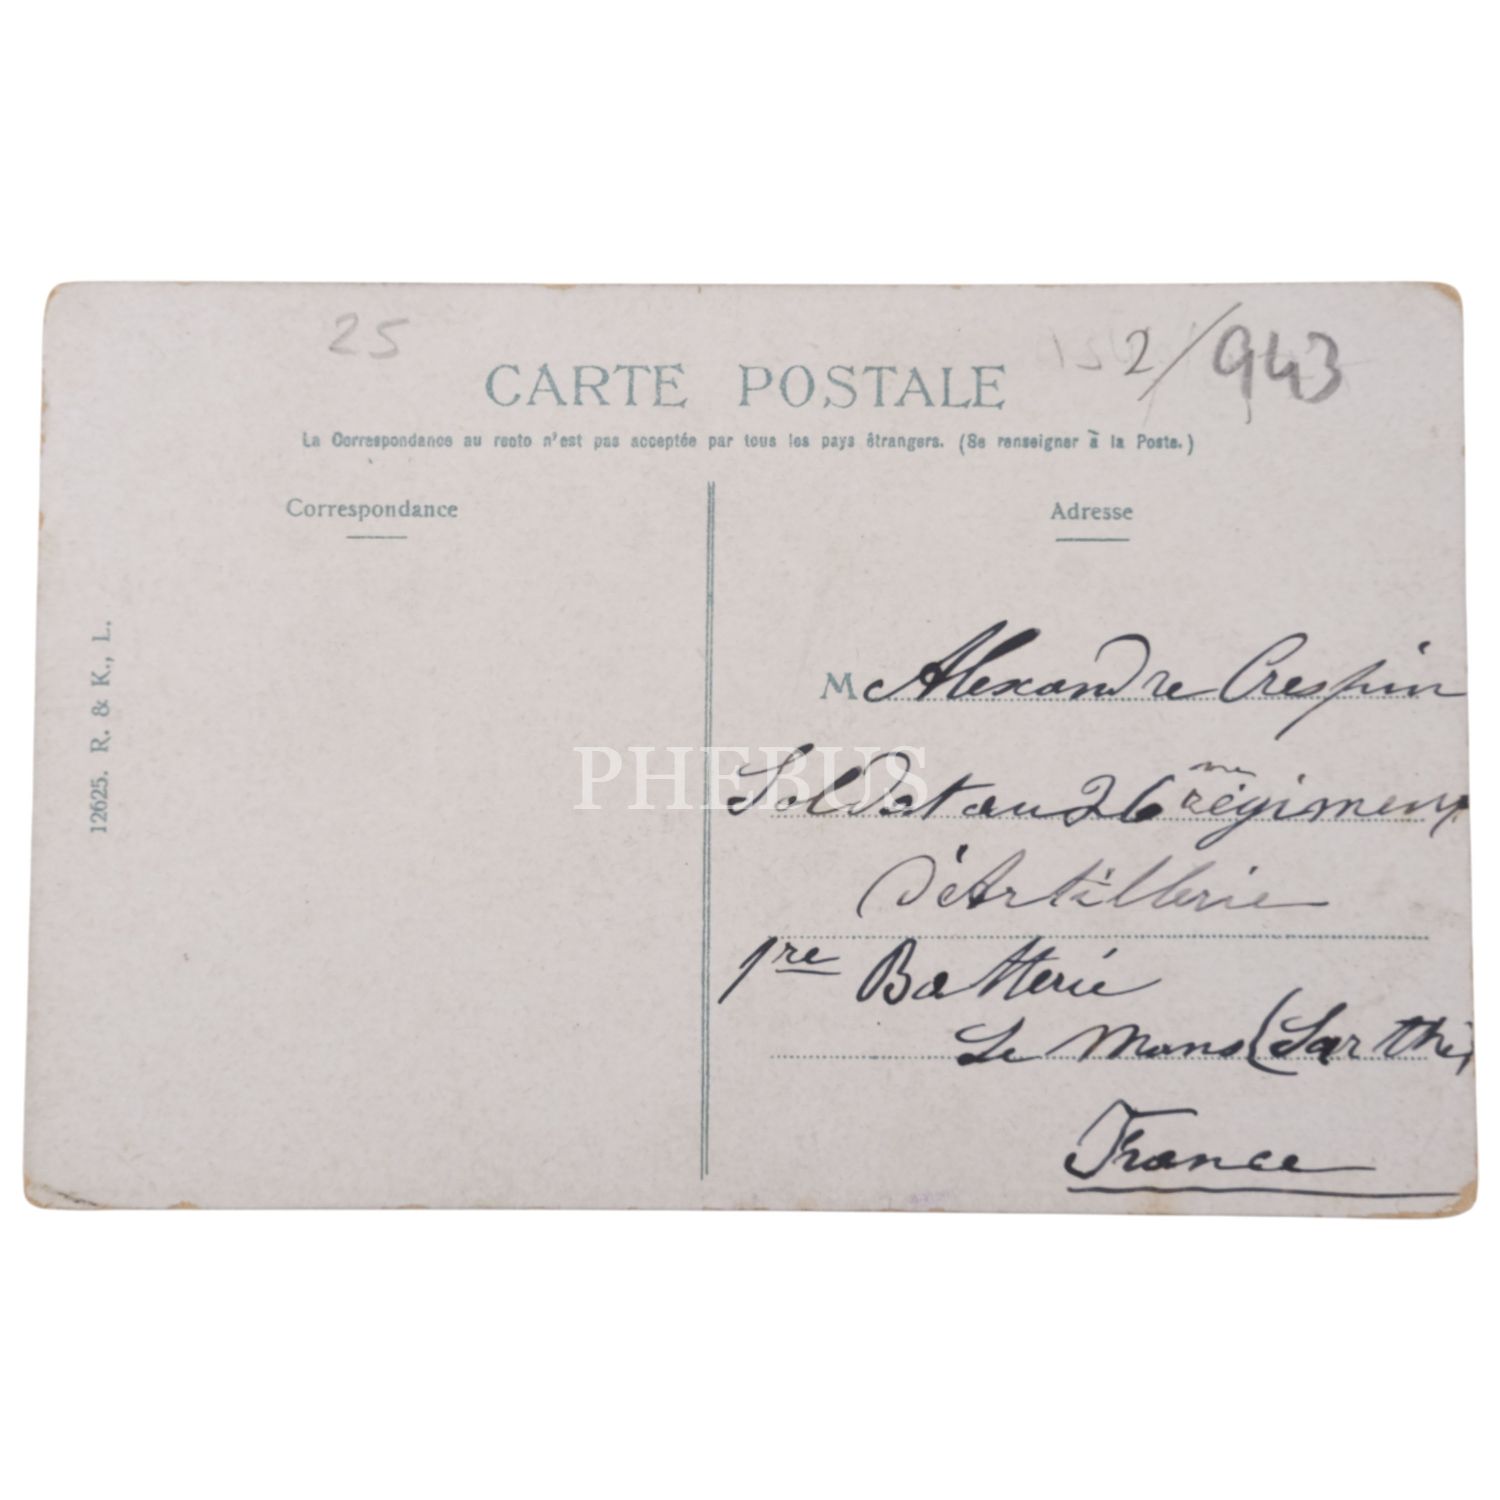 25
2/943
CARTE POSTALE
La Correspondance au recto n'est pas acceptée par tous les pays étrangers. (Se renseigner à la Poste.)
Correspondance
Adresse
12625. R. & K., L.
M Alexandre Crespin
Soldat au 26me régiment
d'Artillerie
1re Batterie
Le Mans (Sarthe)
France
PHEBUS